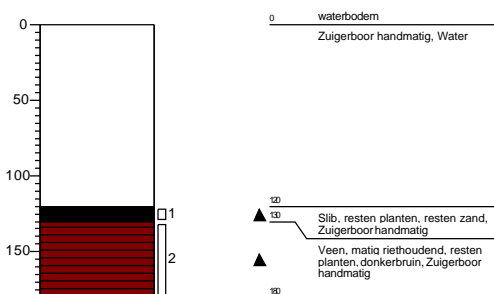 0
50
100
150
1
2
0 waterbodem
Zuigerboor handmatig, Water
120
130
Slib, resten planten, resten zand,
Zuigerboor handmatig
Veen, matig riethoudend, resten
planten, donkerbruin, Zuigerboor
handmatig
180